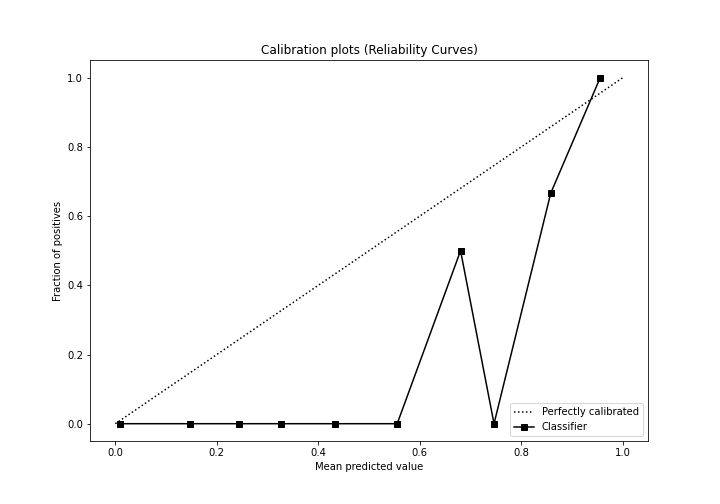 Calibration plots (Reliability Curves)
1.0
0.8
0.6
0.4
0.2
0.0
Fraction of positives
Perfectly calibrated
Classifier
0.0 0.2 0.4 0.6 0.8 1.0
Mean predicted value